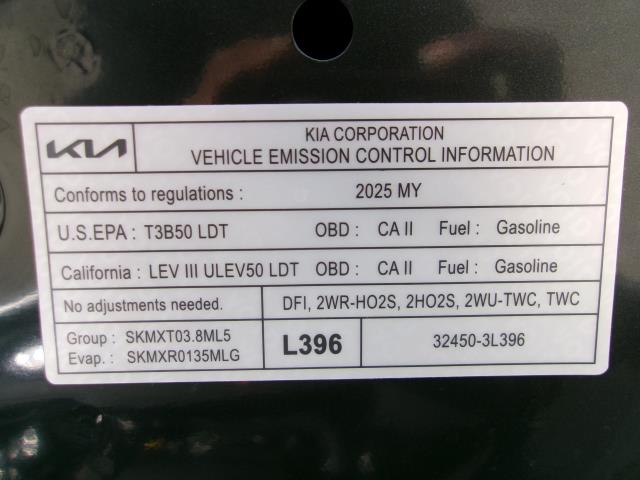 KIA
KIA CORPORATION
VEHICLE EMISSION CONTROL INFORMATION
Conforms to regulations : 2025 MY
U.S.EPA : T3B50 LDT OBD : CA II Fuel : Gasoline
California : LEV III ULEV50 LDT OBD : CA II Fuel : Gasoline
No adjustments needed. DFI, 2WR-HO2S, 2HO2S, 2WU-TWC, TWC
Group : SKMXT03.8ML5
Evap. : SKMXR0135MLG
L396
32450-3L396